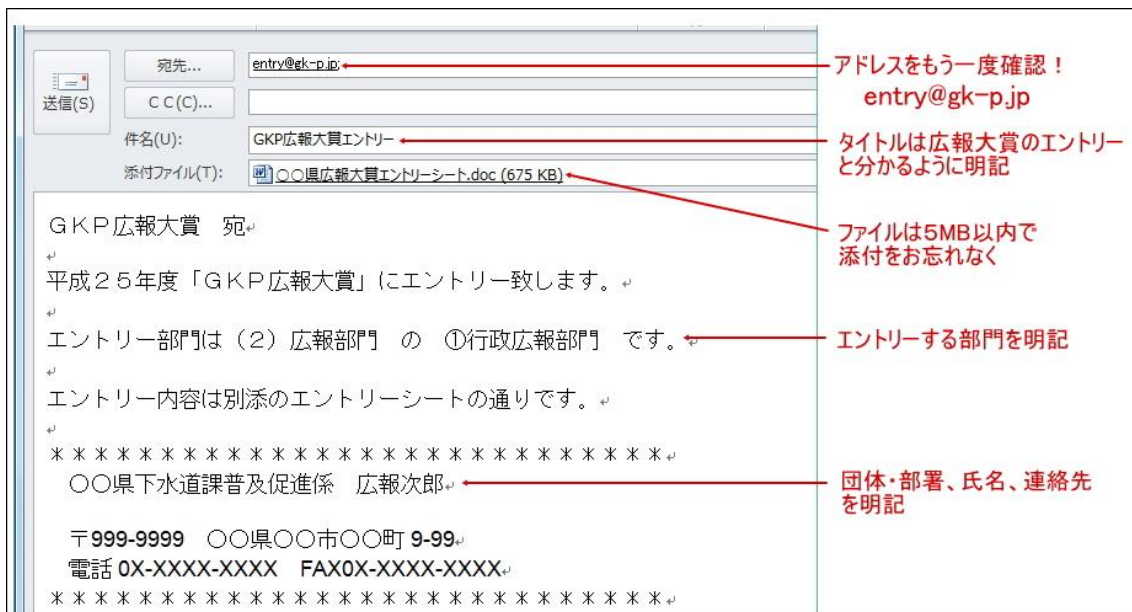 宛先... entry@gk-p.jp; アドレスをもう一度確認！
送信(S) CC(C)... entry@gk-p.jp
件名(U): GKP広報大賞エントリー タイトルは広報大賞のエントリー
と分かるように明記
添付ファイル(T): 〇〇県広報大賞エントリーシート.doc (675 KB)
ＧＫＰ広報大賞　宛↵
ファイルは5MB以内で
添付をお忘れなく
↵
平成２５年度「ＧＫＰ広報大賞」にエントリー致します。↵
↵
エントリー部門は（２）広報部門　の　①行政広報部門　です。↵ エントリーする部門を明記
↵
エントリー内容は別添のエントリーシートの通りです。↵
↵
＊＊＊＊＊＊＊＊＊＊＊＊＊＊＊＊＊＊＊＊＊＊＊＊＊＊＊＊↵
〇〇県下水道課普及促進係　広報次郎↵ 団体・部署、氏名、連絡先
を明記
〒999-9999　〇〇県〇〇市〇〇町 9-99↵
電話 0X-XXXX-XXXX　FAX0X-XXXX-XXXX↵
＊＊＊＊＊＊＊＊＊＊＊＊＊＊＊＊＊＊＊＊＊＊＊＊＊＊＊＊↵